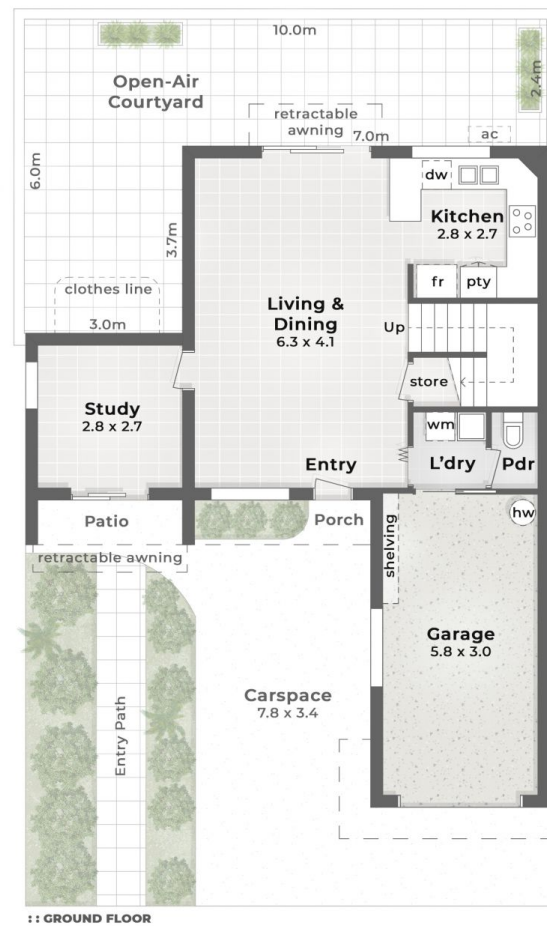 10.0m
2.4m
Open-Air
Courtyard
retractable
awning
7.0m
ac
6.0m
3.7m
dw
Kitchen
2.8 x 2.7
fr
pty
clothes line
3.0m
Living &
Dining
6.3 x 4.1
Up
store
Study
2.8 x 2.7
wm
L'dry
Pdr
Entry
Patio
Porch
hw
shelving
retractable awning
Garage
5.8 x 3.0
Entry Path
Carspace
7.8 x 3.4
:: GROUND FLOOR